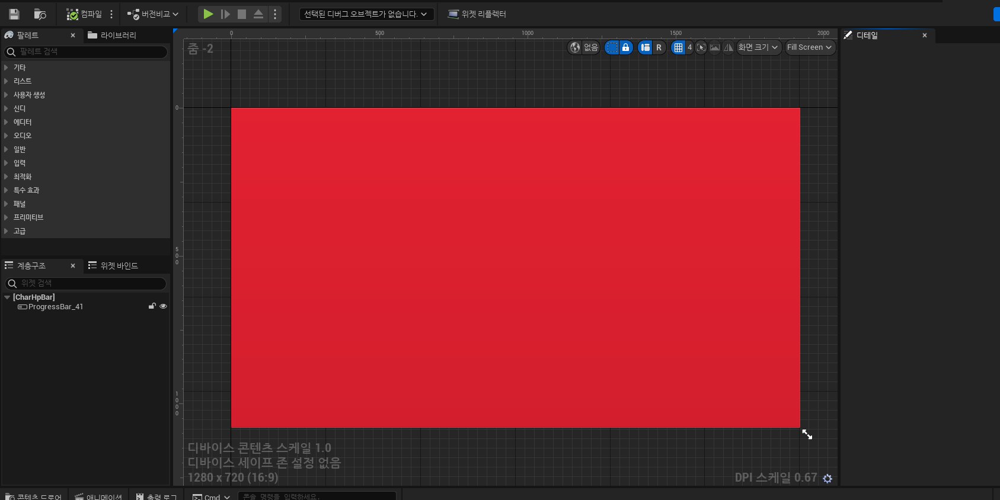 컴파일
버전비교
선택된 디버그 오브젝트가 없습니다.
위젯 리플렉터
팔레트
라이브러리
팔레트 검색
기타
리스트
사용자 생성
신디
에디터
오디오
일반
입력
최적화
특수 효과
패널
프리미티브
고급
계층구조
위젯 바인드
위젯 검색
[CharHpBar]
ProgressBar_41
0 500 1000 1500 2000
줌 -2
없음
R
4
화면 크기
Fill Screen
0
500
1000
디바이스 콘텐츠 스케일 1.0
디바이스 세이프 존 설정 없음
1280 x 720 (16:9)
DPI 스케일 0.67
디테일
콘텐츠 드로어
애니메이션
출력 로그
Cmd
콘솔 명령을 입력하세요.